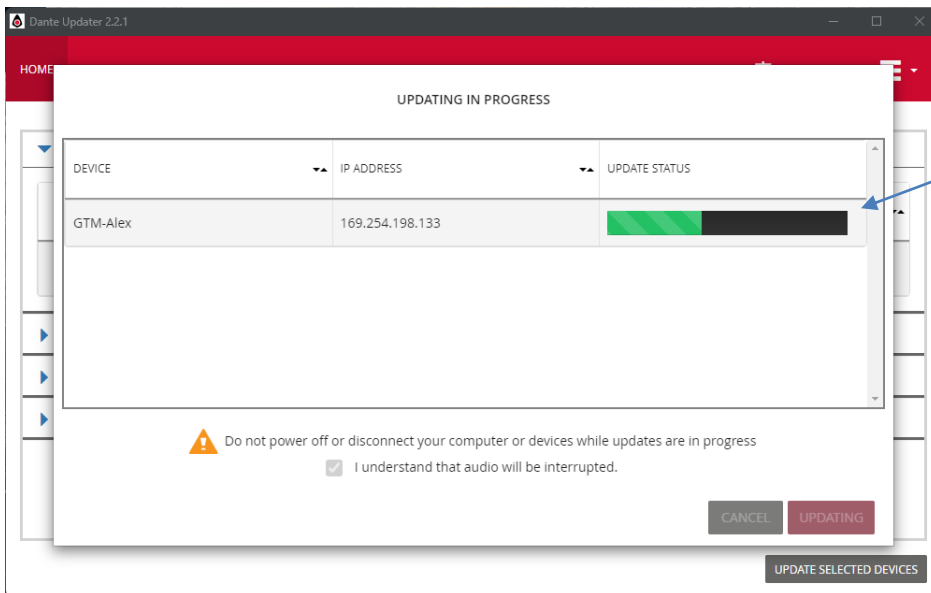 Dante Updater 2.2.1
HOME
UPDATING IN PROGRESS
DEVICE IP ADDRESS UPDATE STATUS
GTM-Alex 169.254.198.133
Do not power off or disconnect your computer or devices while updates are in progress
I understand that audio will be interrupted.
CANCEL UPDATING
UPDATE SELECTED DEVICES